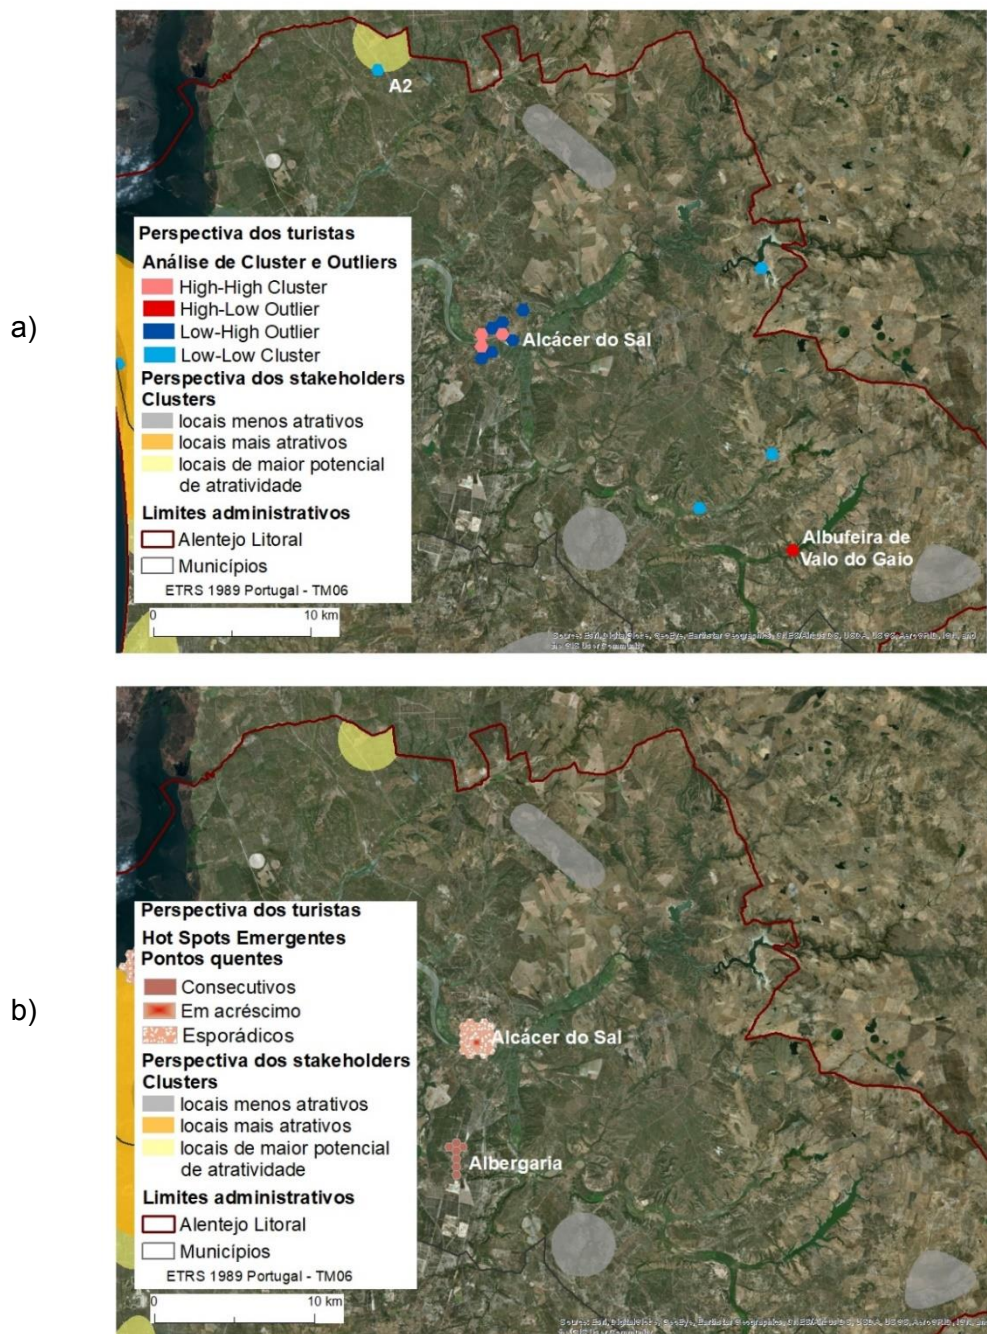 a)
A2
Perspectiva dos turistas
Análise de Cluster e Outliers
High-High Cluster
High-Low Outlier
Low-High Outlier
Low-Low Cluster
Perspectiva dos stakeholders
Clusters
locais menos atrativos
locais mais atrativos
locais de maior potencial
de atratividade
Limites administrativos
Alentejo Litoral
Municípios
ETRS 1989 Portugal - TM06
0 10 km
Alcácer do Sal
Albufeira de
Valo do Gaio
b)
Perspectiva dos turistas
Hot Spots Emergentes
Pontos quentes
Consecutivos
Em acréscimo
Esporádicos
Perspectiva dos stakeholders
Clusters
locais menos atrativos
locais mais atrativos
locais de maior potencial
de atratividade
Limites administrativos
Alentejo Litoral
Municípios
ETRS 1989 Portugal - TM06
0 10 km
Alcácer do Sal
Albergaria